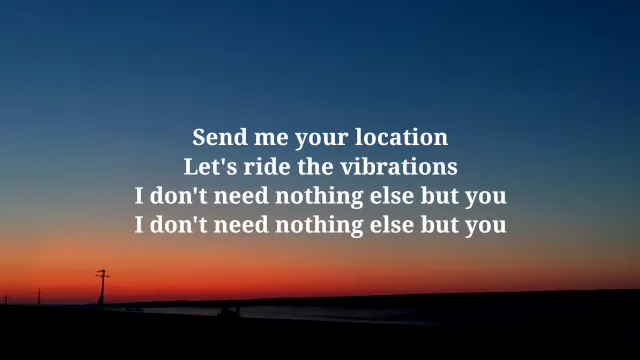 Send me your location
Let's ride the vibrations
I don't need nothing else but you
I don't need nothing else but you